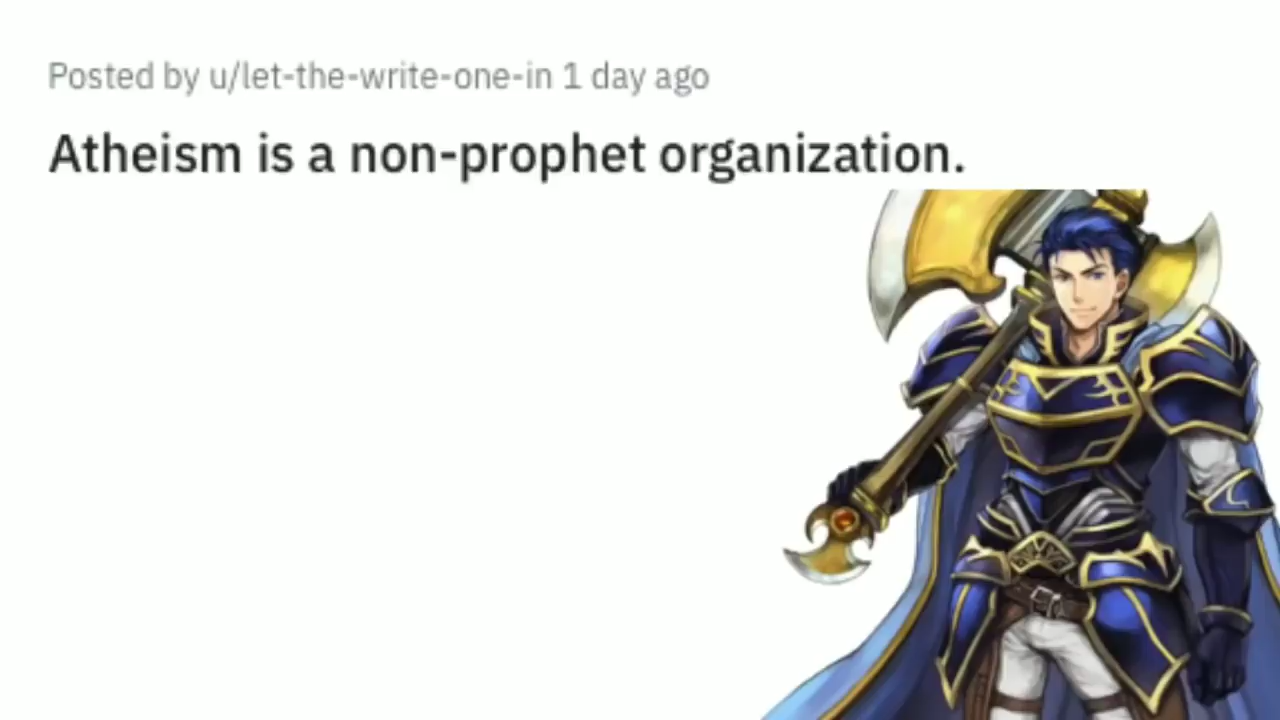 Posted by u/let-the-write-one-in 1 day ago
Atheism is a non-prophet organization.